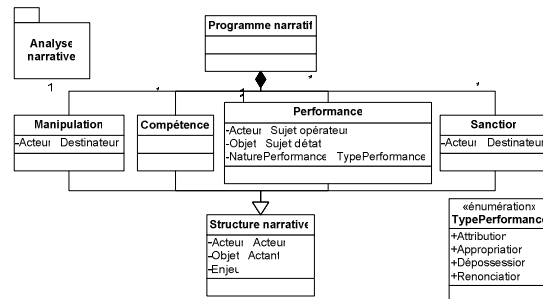 Programme narratif
Analyse
narrative
1
*
1
*
*
Manipulation
-Acteur Destinateur
Compétence
Performance
-Acteur Sujet opérateur
-Objet Sujet détat
-NaturePerformance TypePerformance
Sanction
-Acteur Destinateur
Structure narrative
-Acteur Acteur
-Objet Actant
-Enjeu
«énumération»
TypePerformance
+Attribution
+Appropriation
+Dépossession
+Renonciation